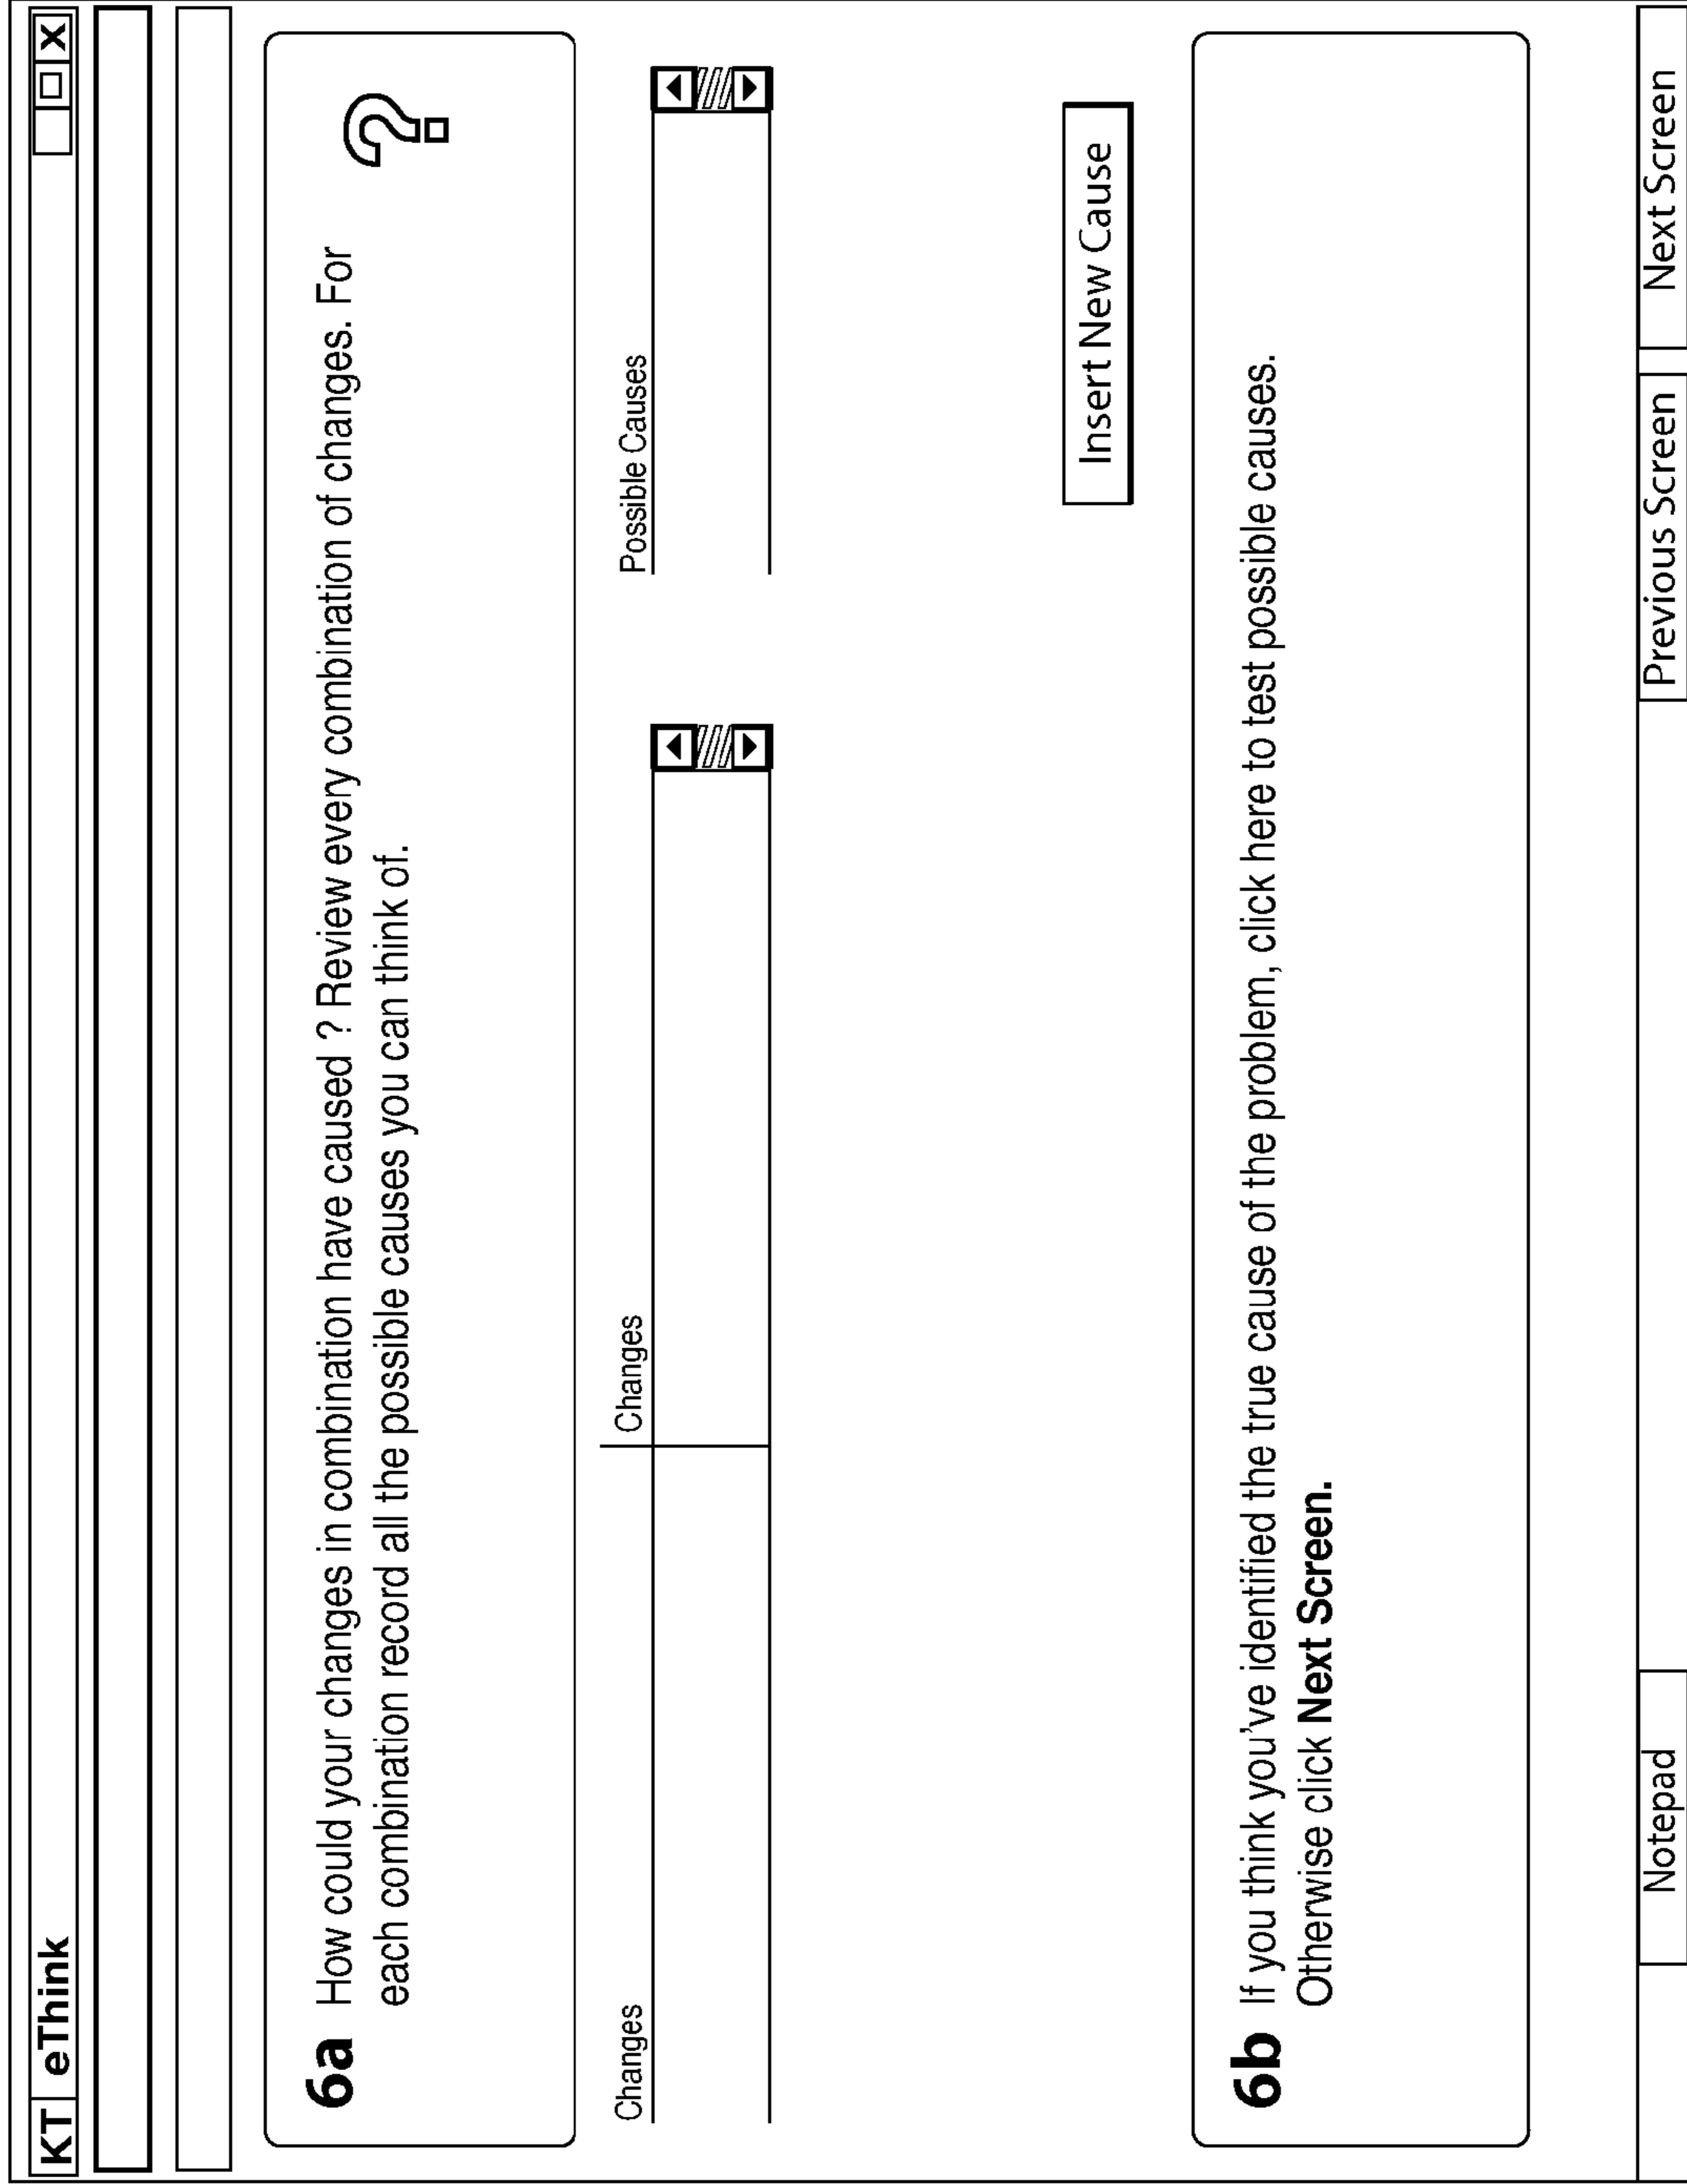 KT eThink X
6a How could your changes in combination have caused ? Review every combination of changes. For
each combination record all the possible causes you can think of.
?
Changes Changes Possible Causes
Insert New Cause
6b If you think you've identified the true cause of the problem, click here to test possible causes.
Otherwise click Next Screen.
Notepad Previous Screen Next Screen